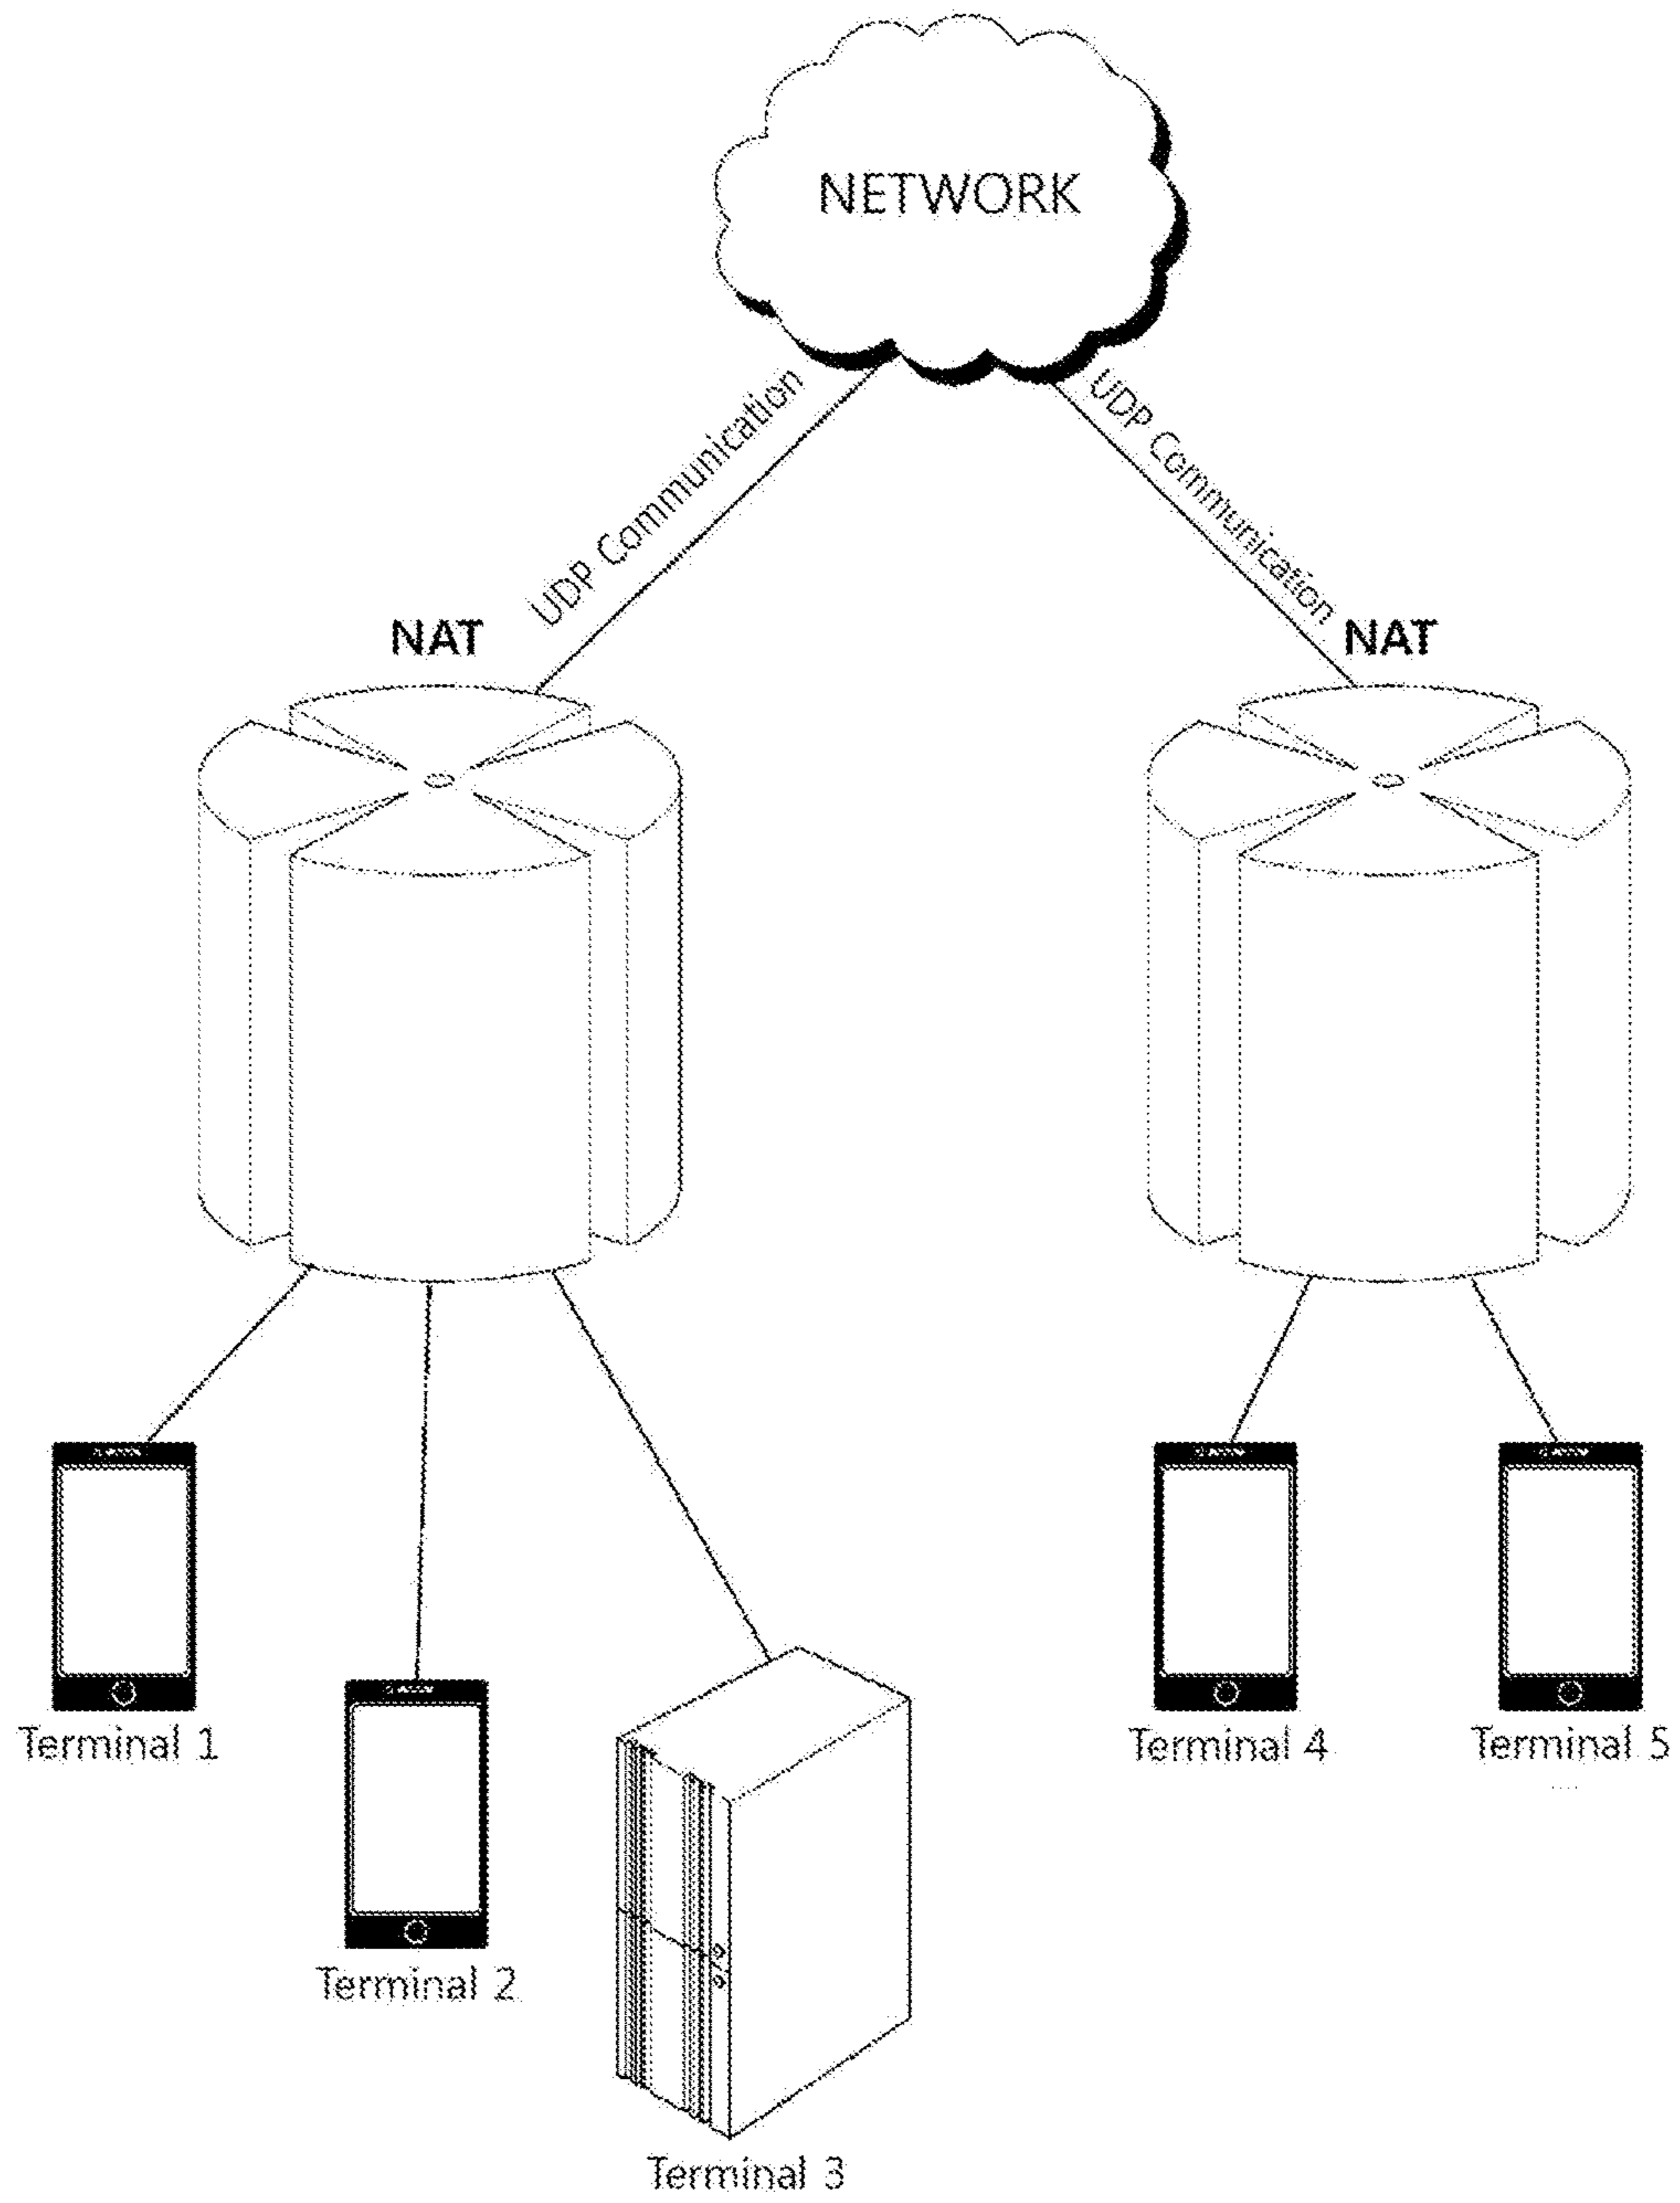 NETWORK
UDP Communication
UDP Communication
NAT
NAT
Terminal 1
Terminal 4
Terminal 5
....
Terminal 2
Terminal 3